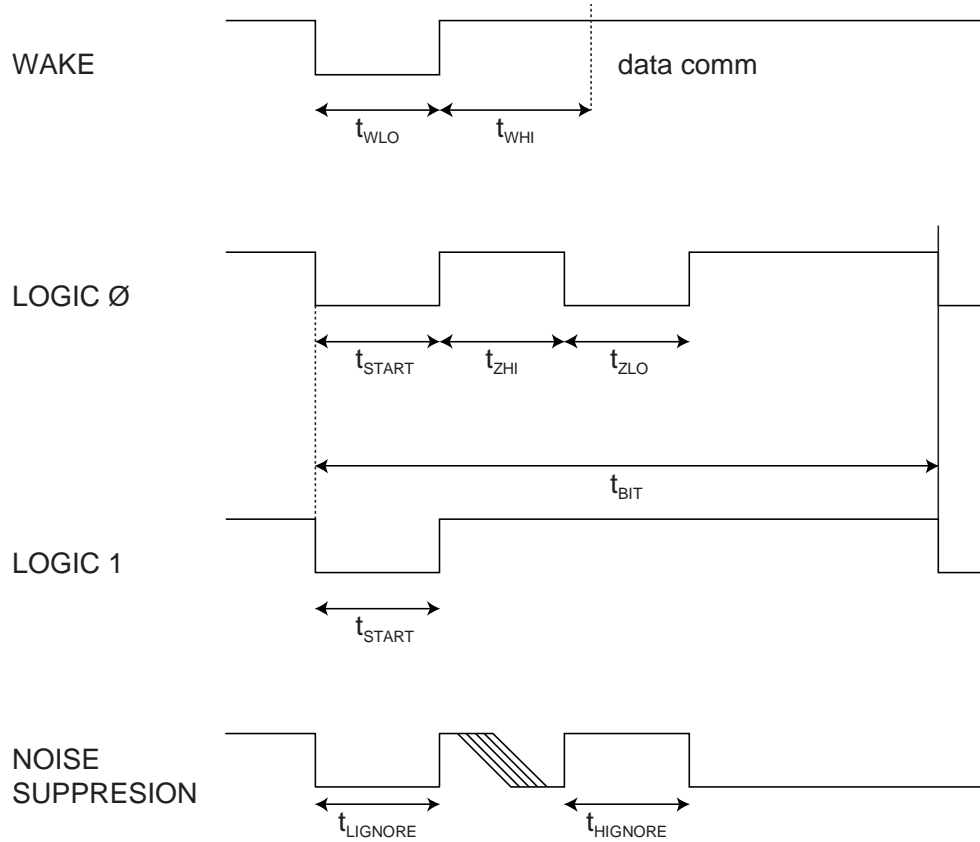 WAKE
data comm
tWLO
tWHI
LOGIC Ø
tSTART
tZHI
tZLO
tBIT
LOGIC 1
tSTART
NOISE
SUPPRESION
tLIGNORE
tHIGNORE